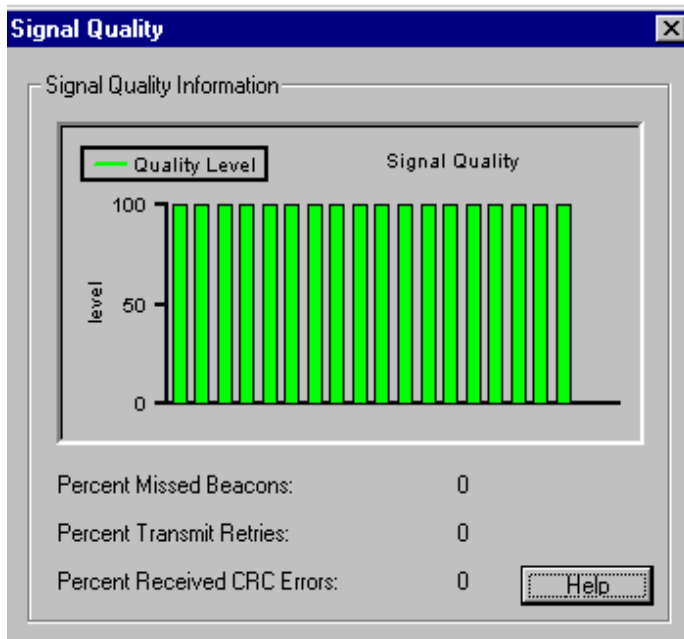 Signal Quality
Signal Quality Information
Quality Level
Signal Quality
100
level
50
0
Percent Missed Beacons: 0
Percent Transmit Retries: 0
Percent Received CRC Errors: 0
Help